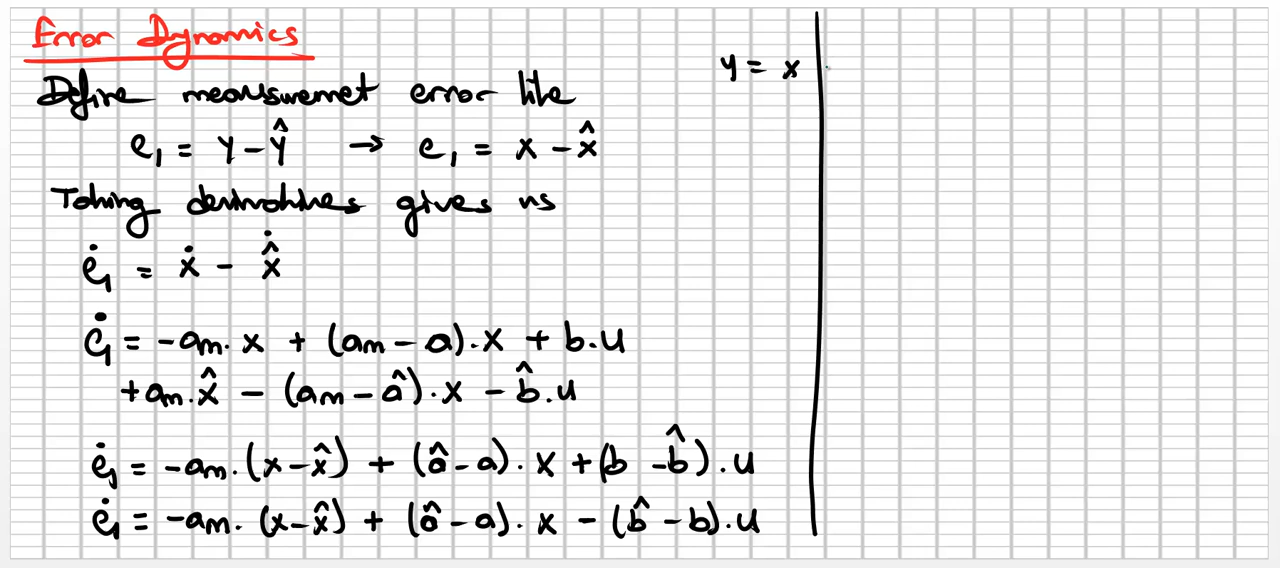 Error Dynamics
y = x
Define measuremet error like
e₁ = y - ŷ → e₁ = x - x̂
Taking derivatives gives us
ė₁ = ẋ - x̂̇
ė₁ = -am. x + (am - a).x + b.u
+am.x̂ - (am - â).x - b̂.u
ė₁ = -am.(x - x̂) + (â - a). x + (b - b̂).u
ė₁ = -am. (x - x̂) + (â - a). x - (b̂ - b).u